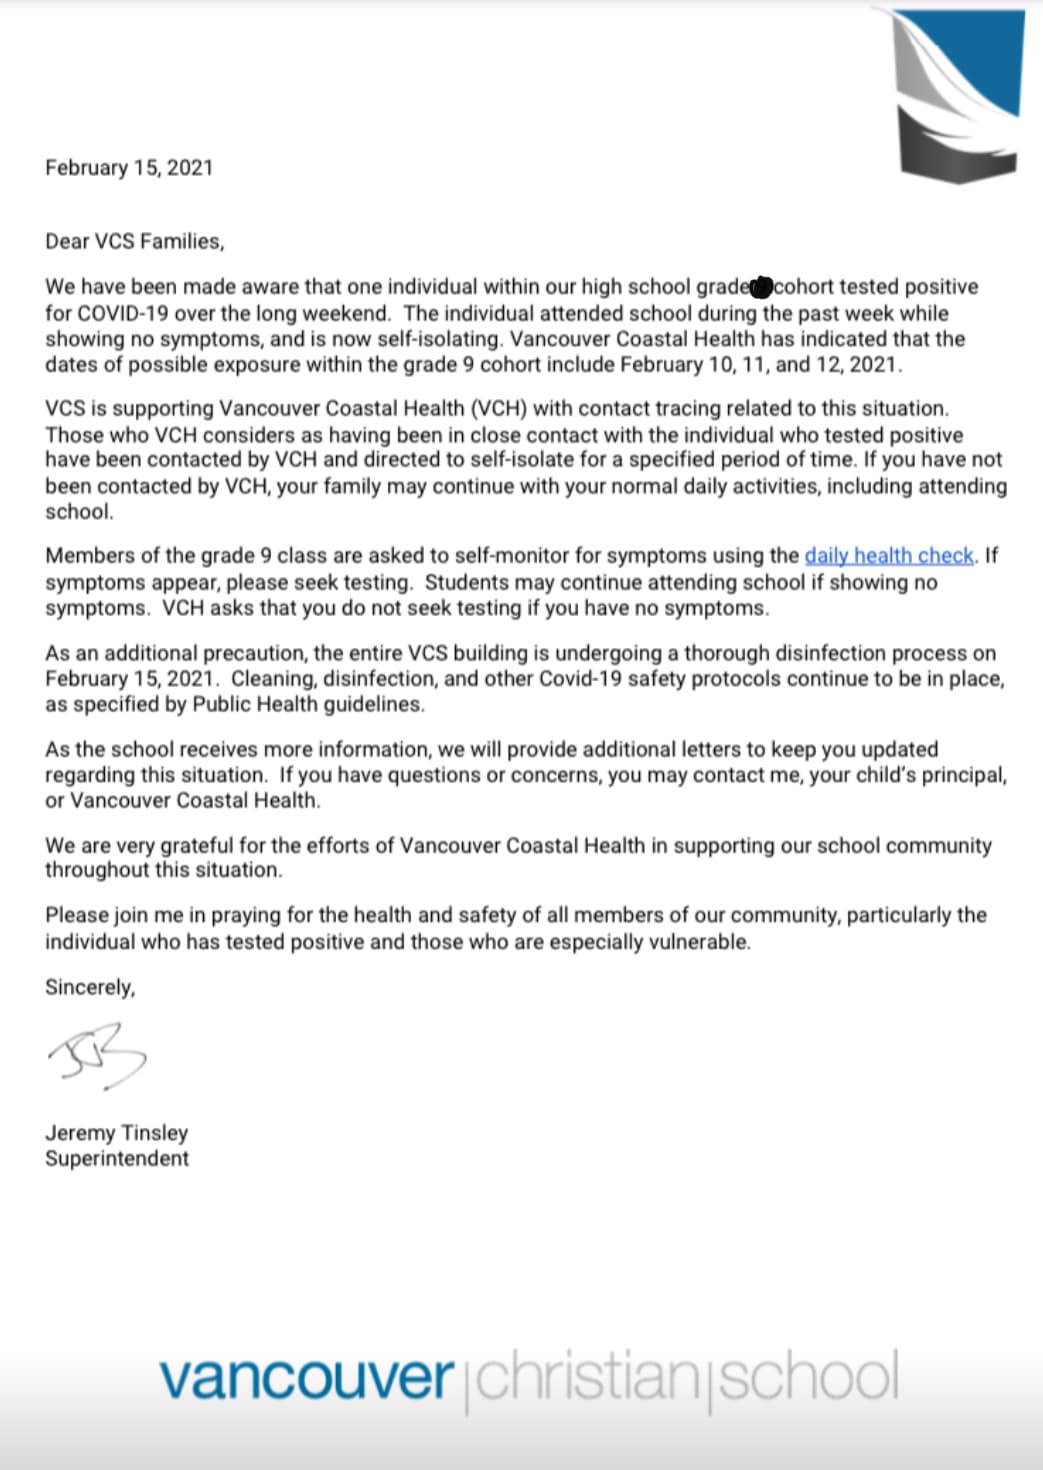 February 15, 2021
Dear VCS Families,
We have been made aware that one individual within our high school grade cohort tested positive
for COVID-19 over the long weekend.  The individual attended school during the past week while
showing no symptoms, and is now self-isolating. Vancouver Coastal Health has indicated that the
dates of possible exposure within the grade 9 cohort include February 10, 11, and 12, 2021.
VCS is supporting Vancouver Coastal Health (VCH) with contact tracing related to this situation.
Those who VCH considers as having been in close contact with the individual who tested positive
have been contacted by VCH and directed to self-isolate for a specified period of time. If you have not
been contacted by VCH, your family may continue with your normal daily activities, including attending
school.
Members of the grade 9 class are asked to self-monitor for symptoms using the daily health check. If
symptoms appear, please seek testing.  Students may continue attending school if showing no
symptoms.  VCH asks that you do not seek testing if you have no symptoms.
As an additional precaution, the entire VCS building is undergoing a thorough disinfection process on
February 15, 2021.  Cleaning, disinfection, and other Covid-19 safety protocols continue to be in place,
as specified by Public Health guidelines.
As the school receives more information, we will provide additional letters to keep you updated
regarding this situation.  If you have questions or concerns, you may contact me, your child's principal,
or Vancouver Coastal Health.
We are very grateful for the efforts of Vancouver Coastal Health in supporting our school community
throughout this situation.
Please join me in praying for the health and safety of all members of our community, particularly the
individual who has tested positive and those who are especially vulnerable.
Sincerely,
Jeremy Tinsley
Superintendent
vancouver|christian|school